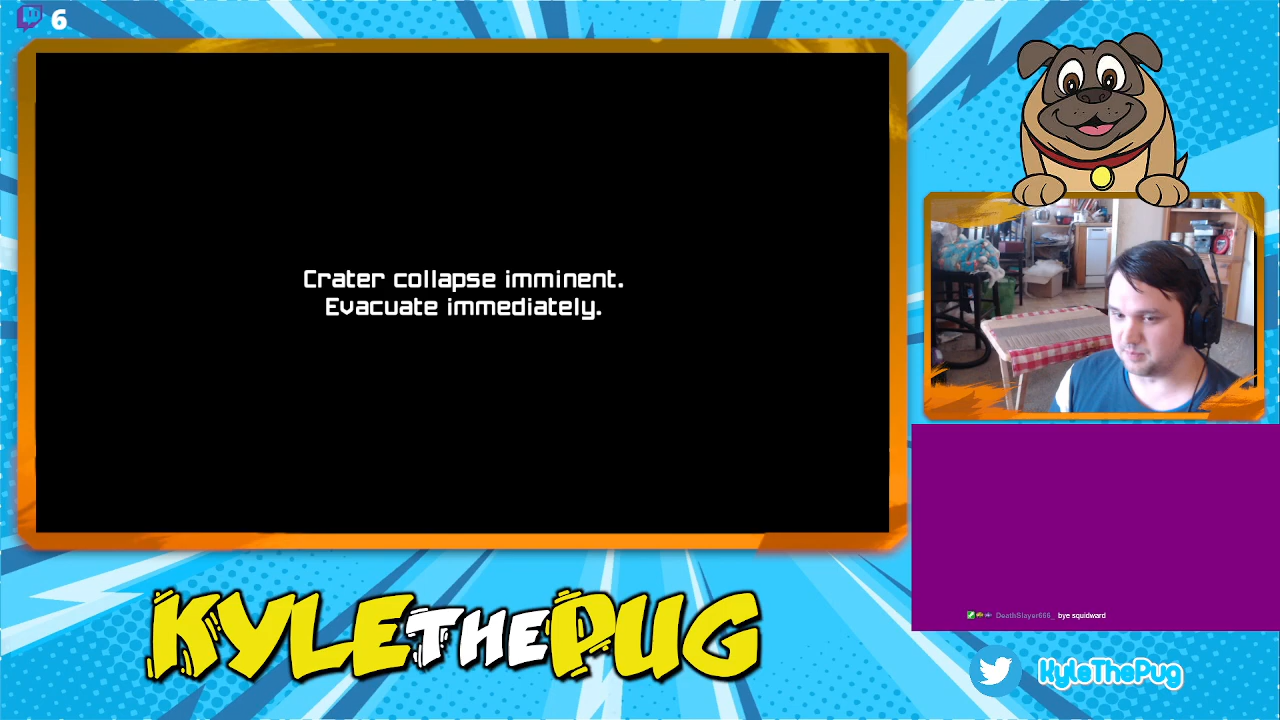 6
Crater collapse imminent.
Evacuate immediately.
DeathSlayer666_ bye squidward
KYLETHEPUG
KyleThePug